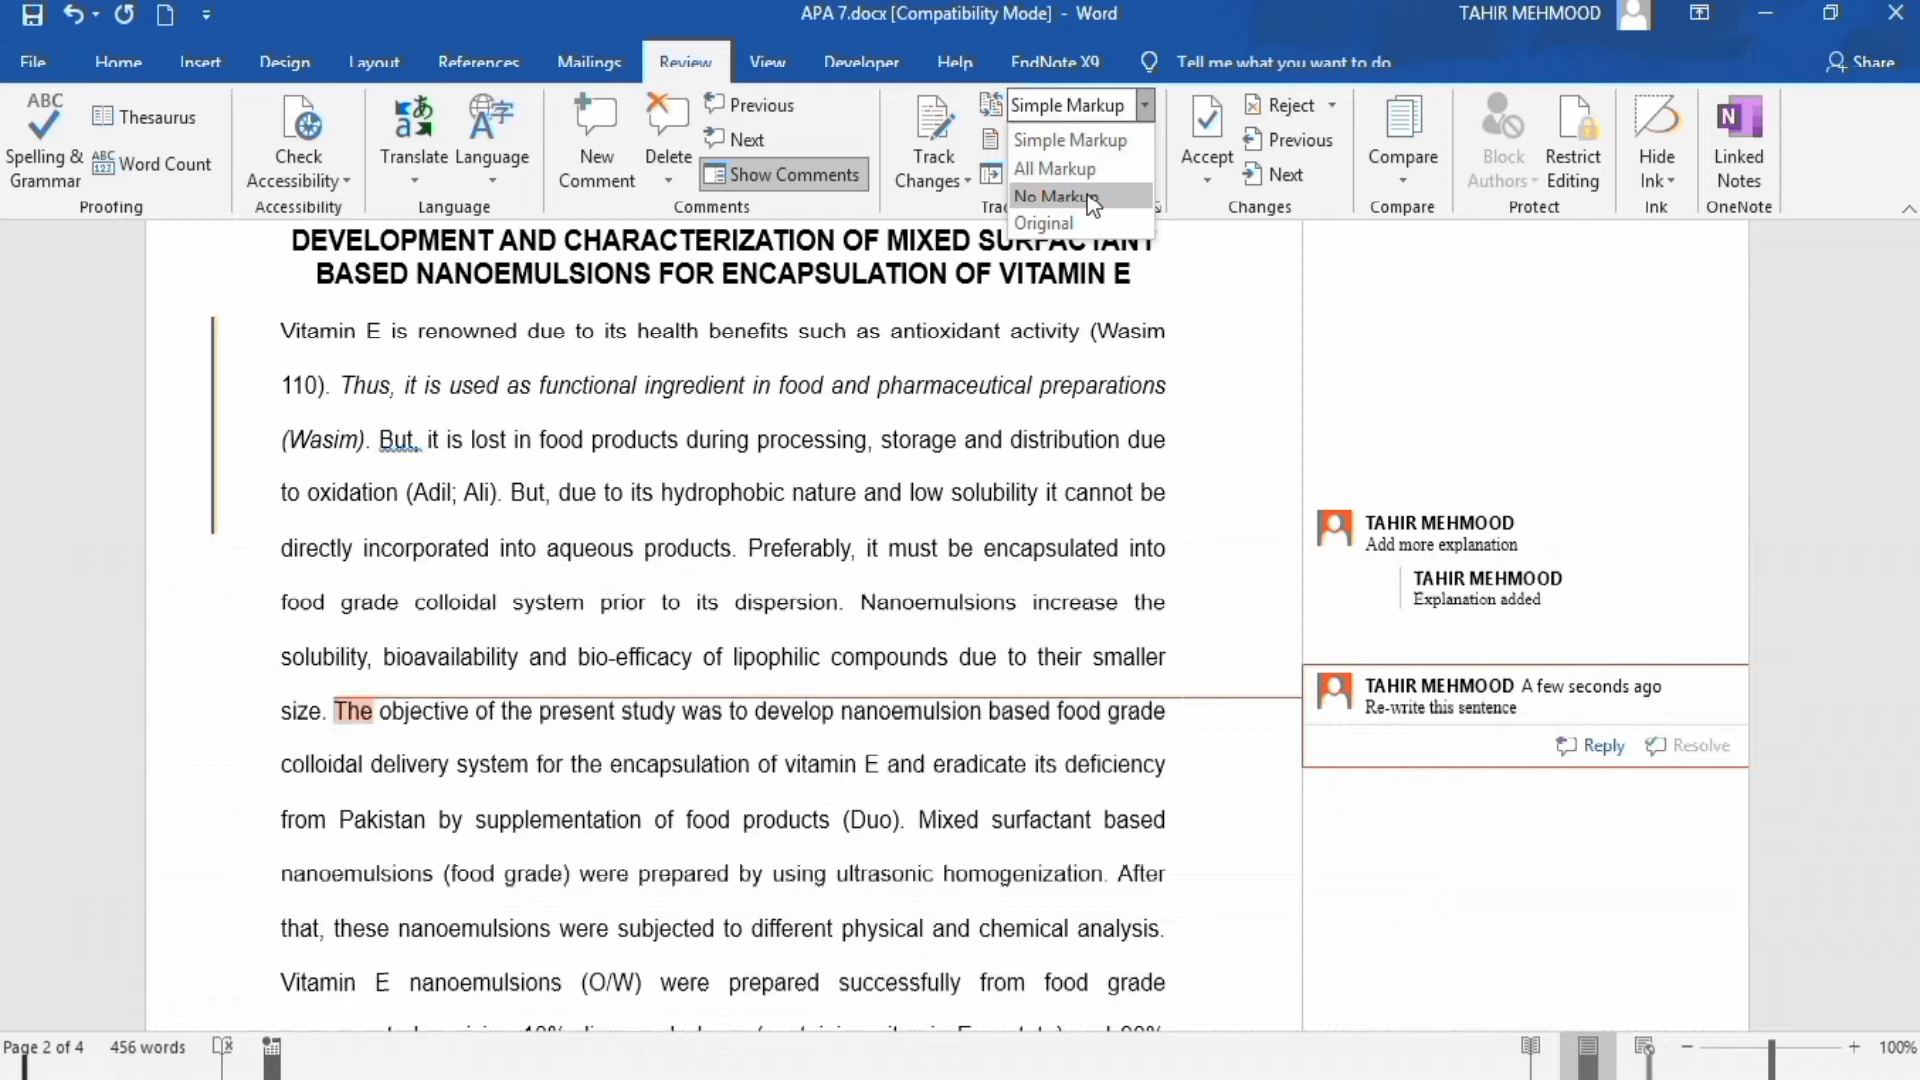 APA 7.docx [Compatibility Mode] - Word
TAHIR MEHMOOD
File Home Insert Design Layout References Mailings Review View Developer Help EndNote X9 Tell me what you want to do Share
ABC
Spelling &
Grammar
Thesaurus
ABC
123
Word Count
Proofing
Check
Accessibility
Accessibility
Translate
Language
Language
New
Comment
Delete
Previous
Next
Show Comments
Comments
Track
Changes
Simple Markup
Simple Markup
All Markup
No Markup
Original
Accept
Reject
Previous
Next
Changes
Compare
Compare
Block
Authors
Restrict
Editing
Protect
Hide
Ink
Ink
N
Linked
Notes
OneNote
DEVELOPMENT AND CHARACTERIZATION OF MIXED SURFACTANT
BASED NANOEMULSIONS FOR ENCAPSULATION OF VITAMIN E
Vitamin E is renowned due to its health benefits such as antioxidant activity (Wasim
110). Thus, it is used as functional ingredient in food and pharmaceutical preparations
(Wasim). But, it is lost in food products during processing, storage and distribution due
to oxidation (Adil; Ali). But, due to its hydrophobic nature and low solubility it cannot be
directly incorporated into aqueous products. Preferably, it must be encapsulated into
food grade colloidal system prior to its dispersion. Nanoemulsions increase the
solubility, bioavailability and bio-efficacy of lipophilic compounds due to their smaller
size. The objective of the present study was to develop nanoemulsion based food grade
colloidal delivery system for the encapsulation of vitamin E and eradicate its deficiency
from Pakistan by supplementation of food products (Duo). Mixed surfactant based
nanoemulsions (food grade) were prepared by using ultrasonic homogenization. After
that, these nanoemulsions were subjected to different physical and chemical analysis.
Vitamin E nanoemulsions (O/W) were prepared successfully from food grade
TAHIR MEHMOOD
Add more explanation
TAHIR MEHMOOD
Explanation added
TAHIR MEHMOOD A few seconds ago
Re-write this sentence
Reply Resolve
Page 2 of 4 456 words
100%